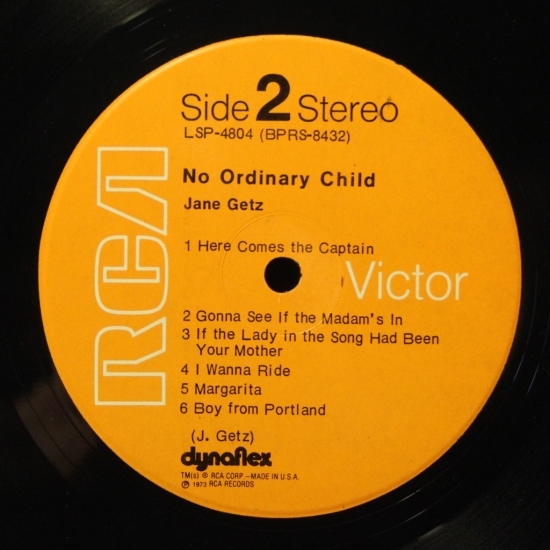 Side 2 Stereo
LSP-4804 (BPRS-8432)
No Ordinary Child
Jane Getz
RCA
1 Here Comes the Captain
Victor
2 Gonna See If the Madam's In
3 If the Lady in the Song Had Been
Your Mother
4 I Wanna Ride
5 Margarita
6 Boy from Portland
(J. Getz)
dynaflex
TM(s) ® RCA CORP.—MADE IN U.S.A.
℗ 1973 RCA RECORDS